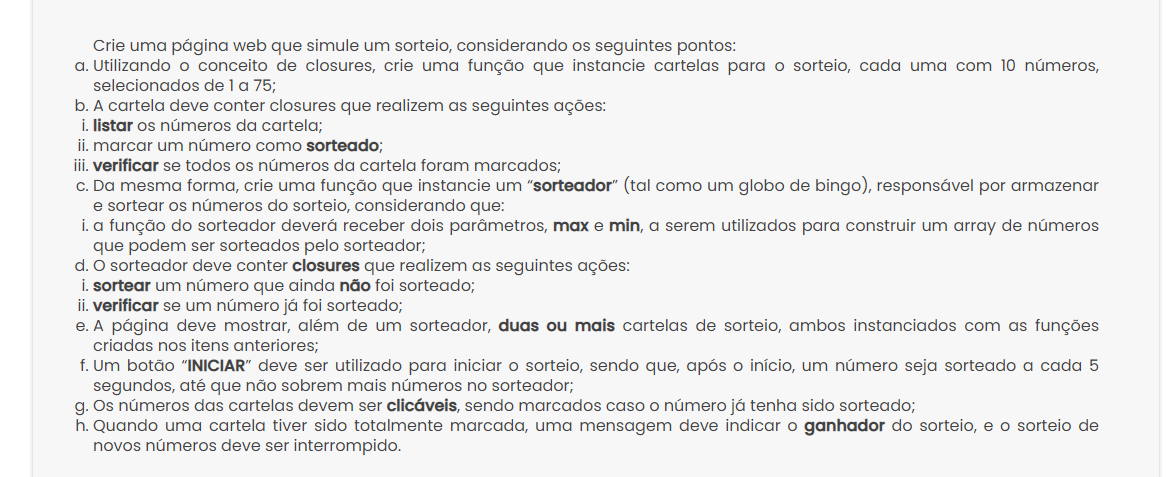 Crie uma página web que simule um sorteio, considerando os seguintes pontos:
a. Utilizando o conceito de closures, crie uma função que instancie cartelas para o sorteio, cada uma com 10 números,
selecionados de 1 a 75;
b. A cartela deve conter closures que realizem as seguintes ações:
i. listar os números da cartela;
ii. marcar um número como sorteado;
iii. verificar se todos os números da cartela foram marcados;
c. Da mesma forma, crie uma função que instancie um “sorteador” (tal como um globo de bingo), responsável por armazenar
e sortear os números do sorteio, considerando que:
i. a função do sorteador deverá receber dois parâmetros, max e min, a serem utilizados para construir um array de números
que podem ser sorteados pelo sorteador;
d. O sorteador deve conter closures que realizem as seguintes ações:
i. sortear um número que ainda não foi sorteado;
ii. verificar se um número já foi sorteado;
e. A página deve mostrar, além de um sorteador, duas ou mais cartelas de sorteio, ambos instanciados com as funções
criadas nos itens anteriores;
f. Um botão “INICIAR” deve ser utilizado para iniciar o sorteio, sendo que, após o início, um número seja sorteado a cada 5
segundos, até que não sobrem mais números no sorteador;
g. Os números das cartelas devem ser clicáveis, sendo marcados caso o número já tenha sido sorteado;
h. Quando uma cartela tiver sido totalmente marcada, uma mensagem deve indicar o ganhador do sorteio, e o sorteio de
novos números deve ser interrompido.